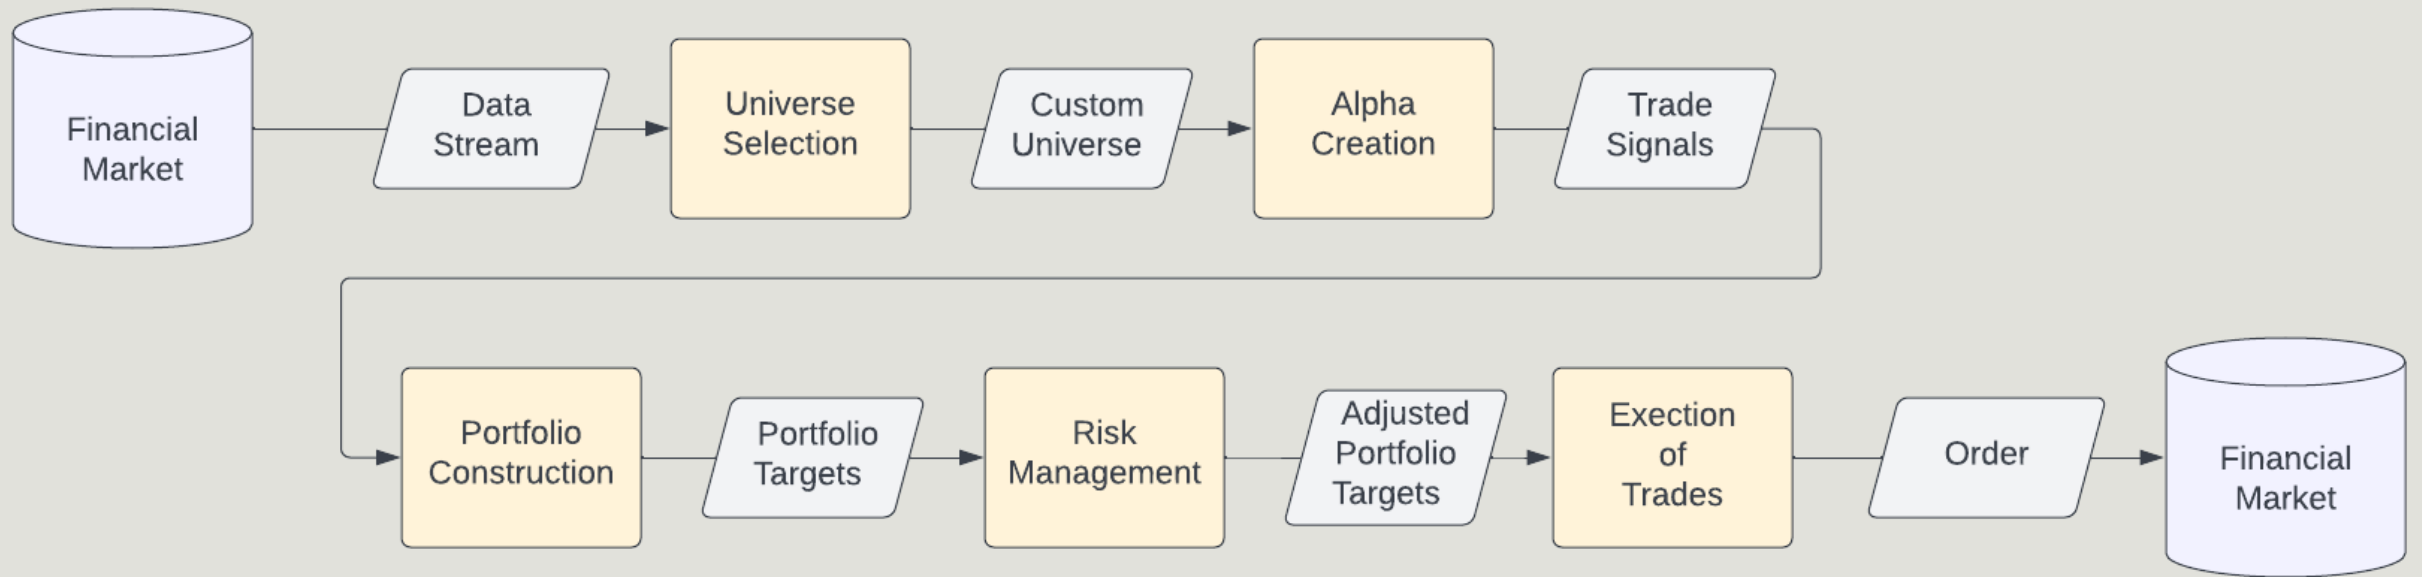 Financial
Market
Data
Stream
Universe
Selection
Custom
Universe
Alpha
Creation
Trade
Signals
Portfolio
Construction
Portfolio
Targets
Risk
Management
Adjusted
Portfolio
Targets
Exection
of
Trades
Order
Financial
Market